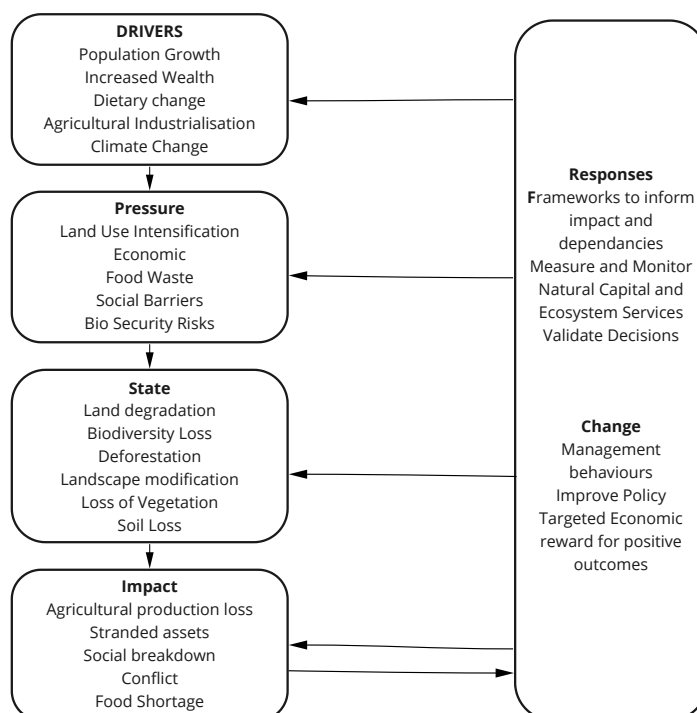 DRIVERS
Population Growth
Increased Wealth
Dietary change
Agricultural Industrialisation
Climate Change
Pressure
Land Use Intensification
Economic
Food Waste
Social Barriers
Bio Security Risks
State
Land degradation
Biodiversity Loss
Deforestation
Landscape modification
Loss of Vegetation
Soil Loss
Impact
Agricultural production loss
Stranded assets
Social breakdown
Conflict
Food Shortage
Responses
Frameworks to inform
impact and
dependancies
Measure and Monitor
Natural Capital and
Ecosystem Services
Validate Decisions
Change
Management
behaviours
Improve Policy
Targeted Economic
reward for positive
outcomes